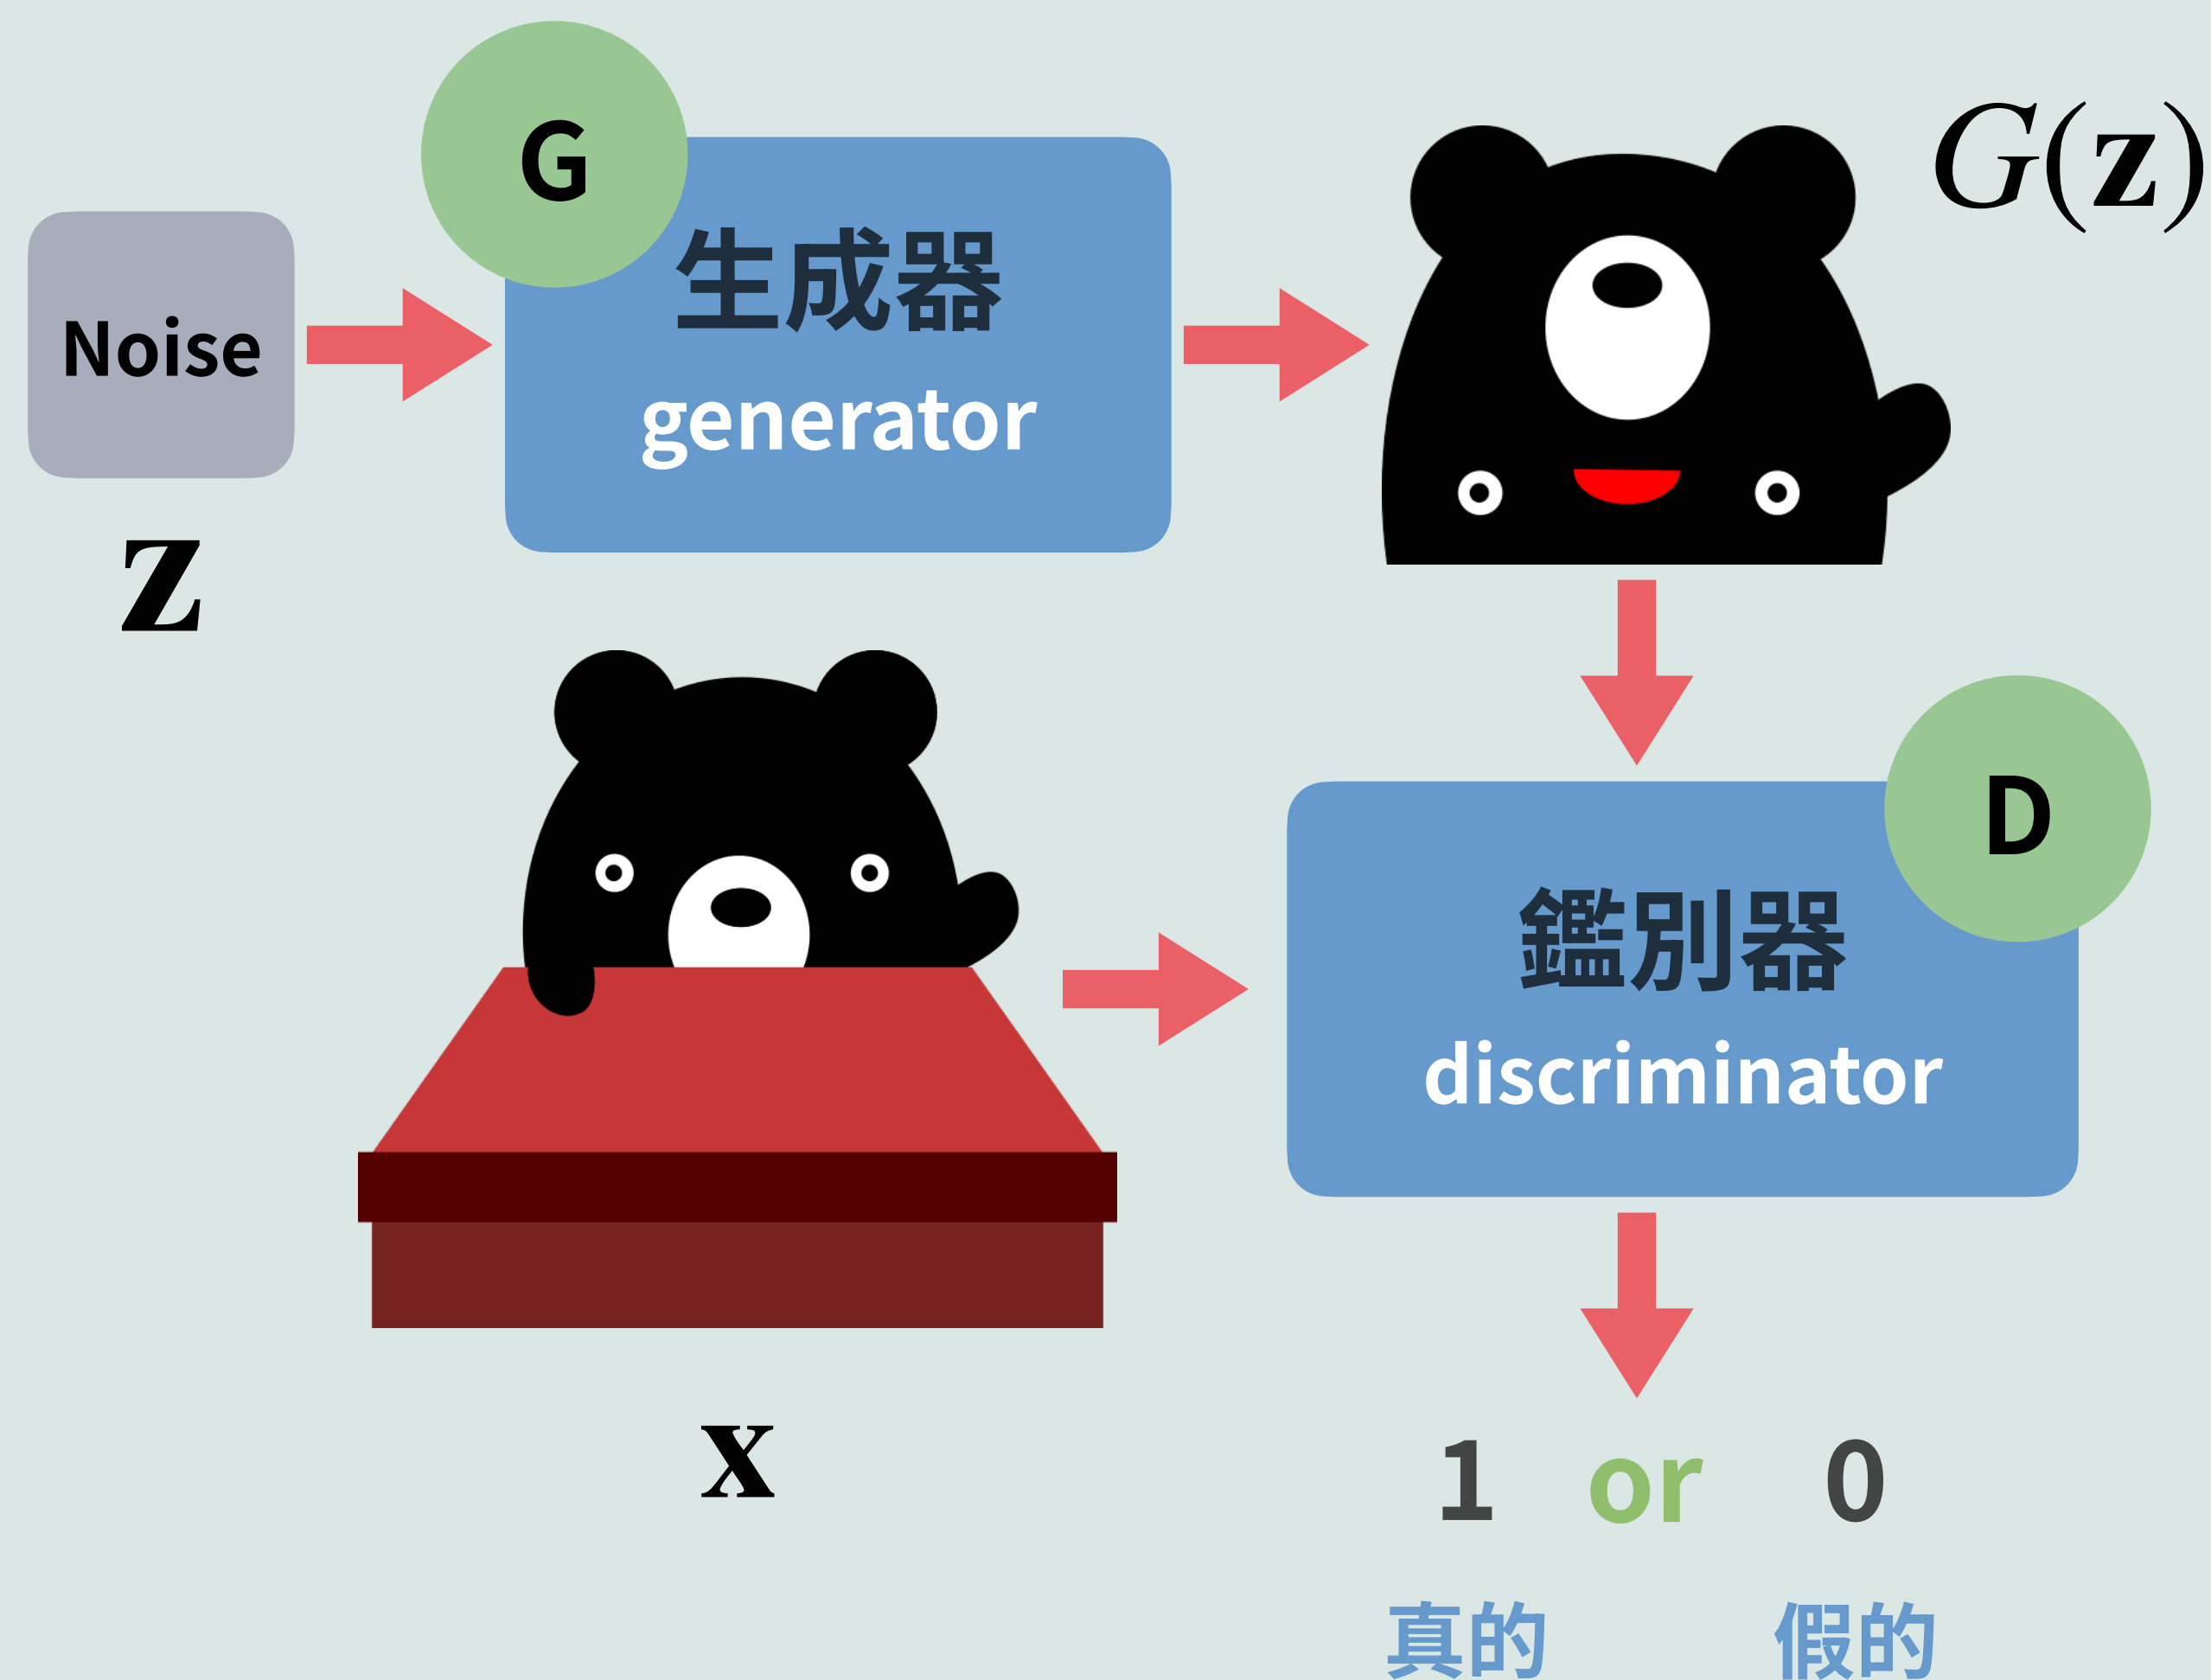 G
G(z)
生成器
Noise
generator
z
D
鑑別器
discriminator
x
1 or 0
真的 假的